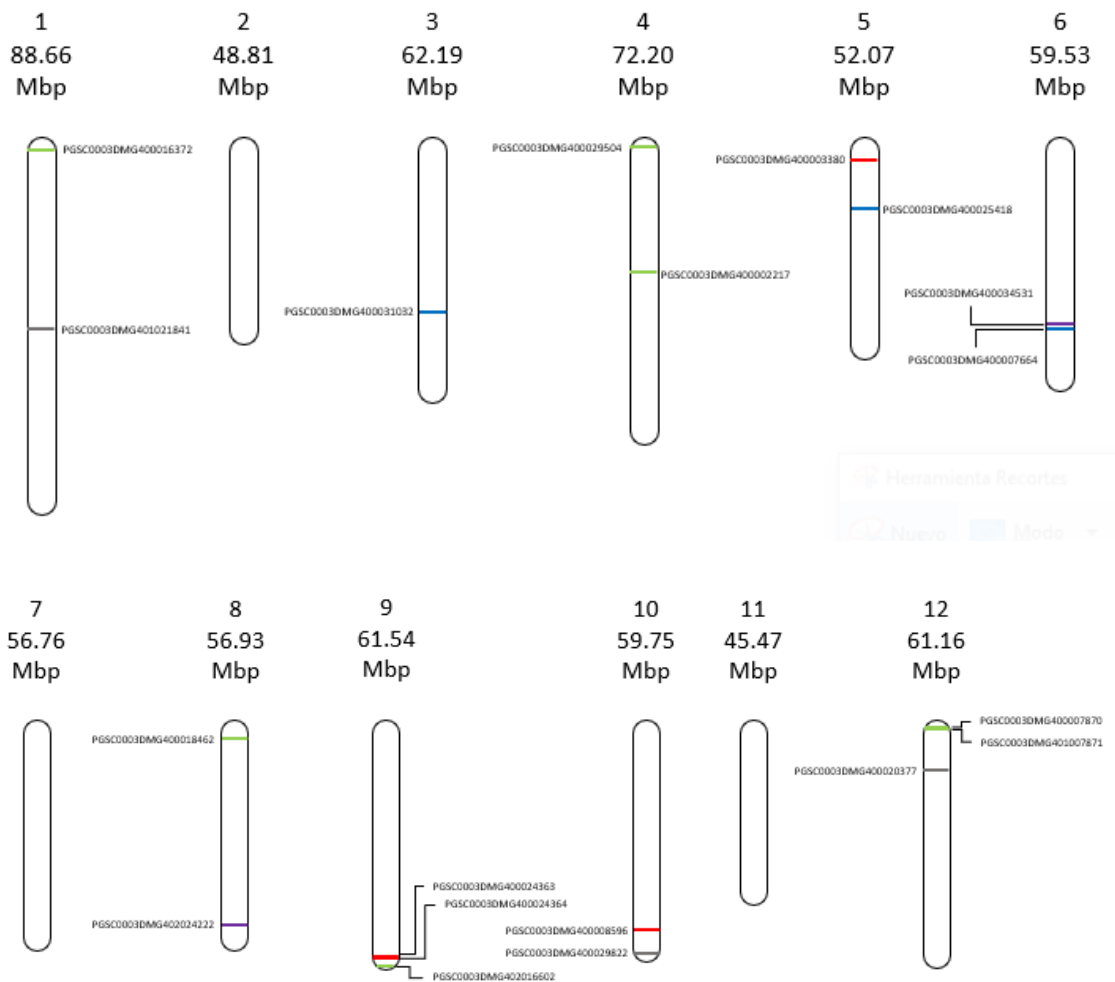 1
88.66
Mbp
2
48.81
Mbp
3
62.19
Mbp
4
72.20
Mbp
5
52.07
Mbp
6
59.53
Mbp
PGSC0003DMG400016372
PGSC0003DMG401021841
PGSC0003DMG400031032
PGSC0003DMG400029504
PGSC0003DMG400002217
PGSC0003DMG400003380
PGSC0003DMG400025418
PGSC0003DMG400034531
PGSC0003DMG400007664
Herramienta Recortes
Nuevo
Modo
7
56.76
Mbp
8
56.93
Mbp
9
61.54
Mbp
10
59.75
Mbp
11
45.47
Mbp
12
61.16
Mbp
PGSC0003DMG400018462
PGSC0003DMG402024222
PGSC0003DMG400024363
PGSC0003DMG400024364
PGSC0003DMG402016602
PGSC0003DMG400008596
PGSC0003DMG400029822
PGSC0003DMG400007870
PGSC0003DMG401007871
PGSC0003DMG400020377